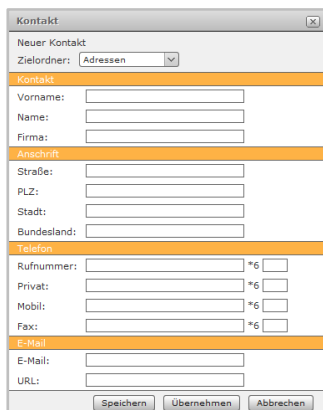 Kontakt
Neuer Kontakt
Zielordner: Adressen
Kontakt
Vorname:
Name:
Firma:
Anschrift
Straße:
PLZ:
Stadt:
Bundesland:
Telefon
Rufnummer: *6
Privat: *6
Mobil: *6
Fax: *6
E-Mail
E-Mail:
URL:
Speichern Übernehmen Abbrechen